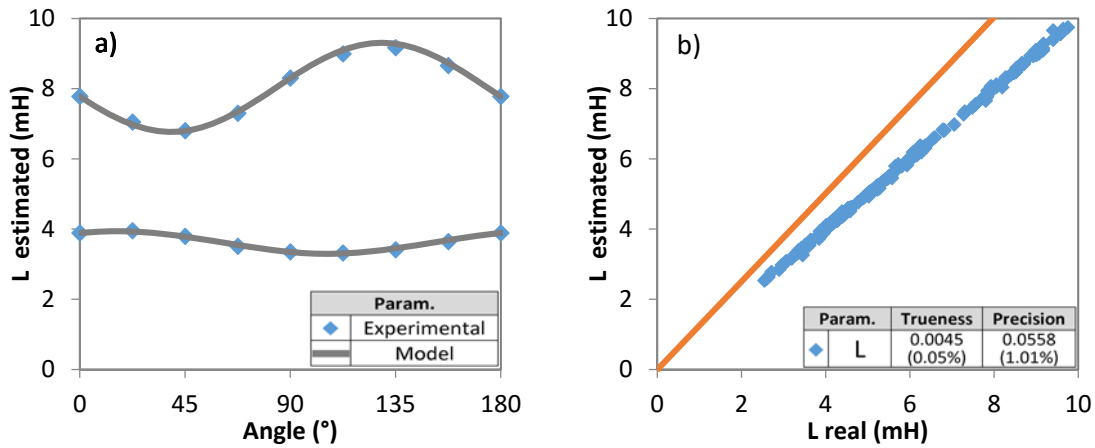 a)
L estimated (mH)
10
8
6
4
2
0
0 45 90 135 180
Angle (°)
Param.
Experimental
Model
b)
L estimated (mH)
10
8
6
4
2
0
0 2 4 6 8 10
L real (mH)
Param. Trueness Precision
L 0.0045 0.0558
(0.05%) (1.01%)